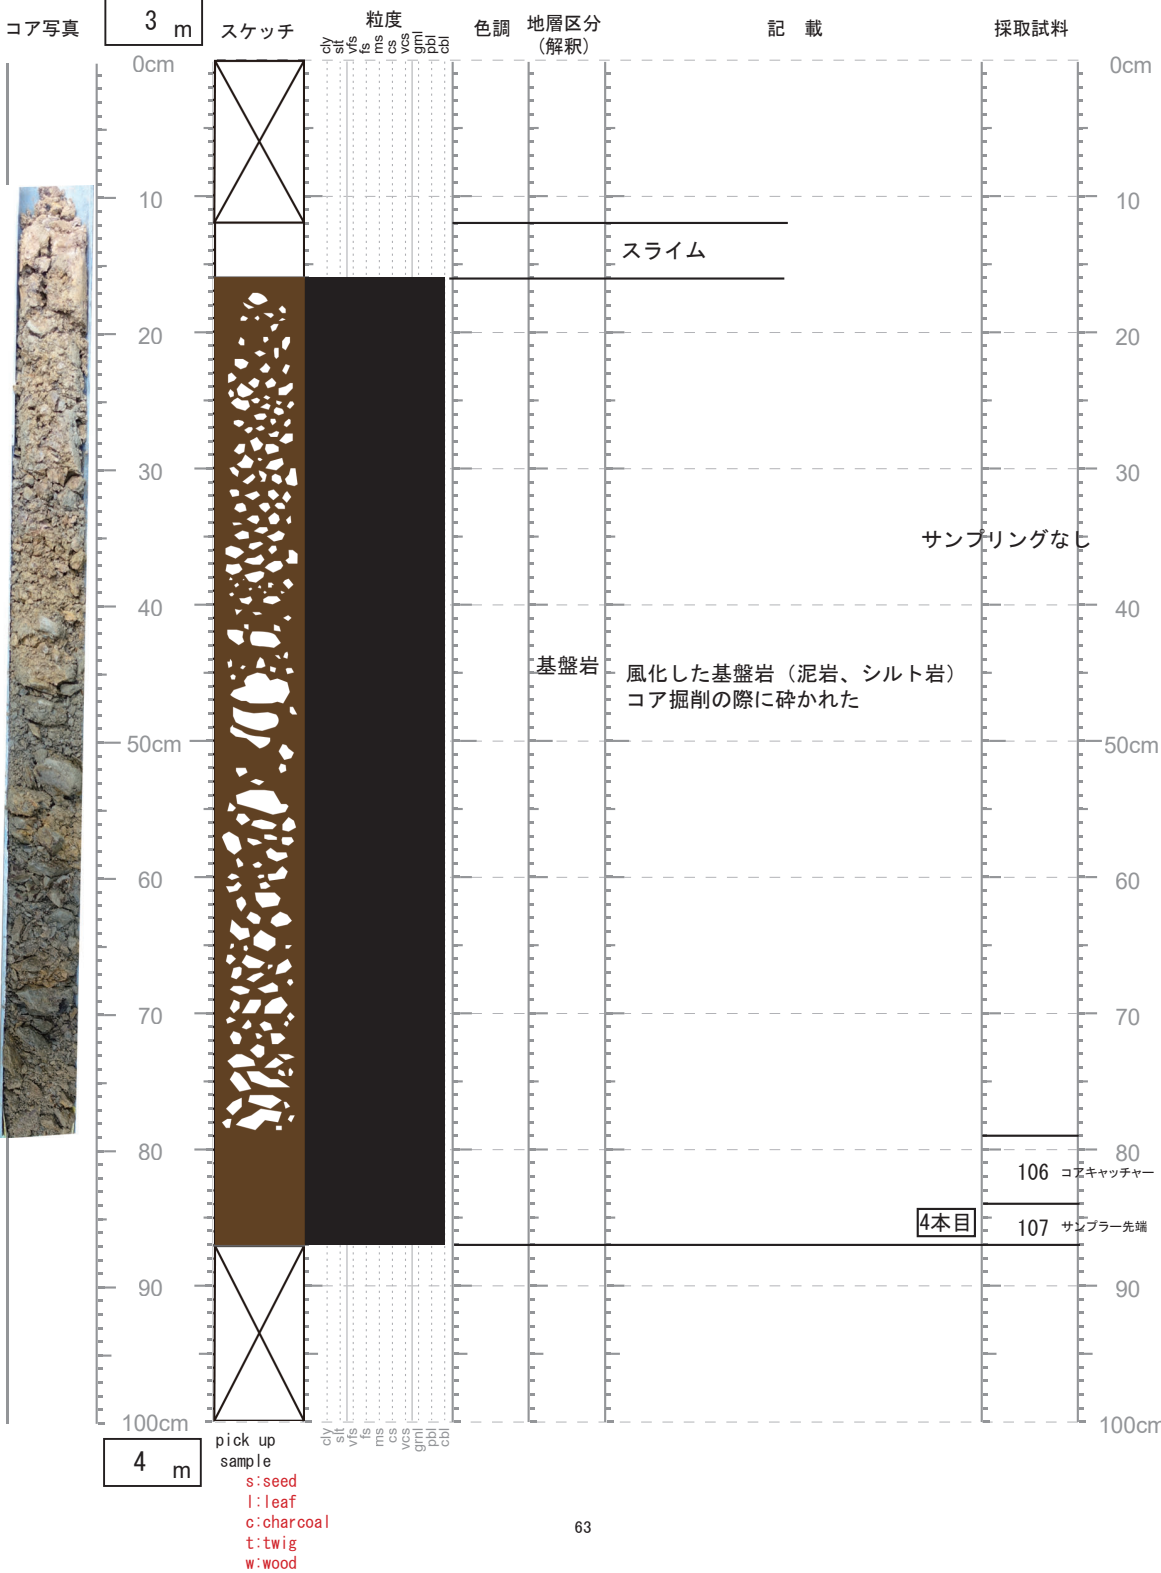 コア写真
3 m
スケッチ
粒度
色調
地層区分
（解釈）
記 載
採取試料
cly
slt
vfs
fs
ms
cs
vcs
grnl
pbl
cbl
0cm
0cm
10
10
スライム
20
20
30
30
サンプリングなし
40
40
基盤岩
風化した基盤岩（泥岩、シルト岩）
コア掘削の際に砕かれた
50cm
50cm
60
60
70
70
80
80
106 コアキャッチャー
4本目
107 サンプラー先端
90
90
100cm
100cm
cly
slt
vfs
fs
ms
cs
vcs
grnl
pbl
cbl
4 m
pick up
sample
s:seed
l:leaf
c:charcoal
t:twig
w:wood
63